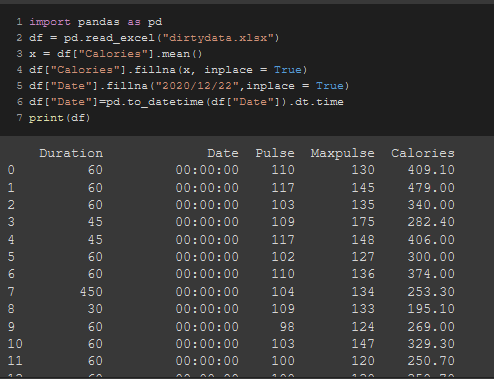 1 import pandas as pd
2 df = pd.read_excel("dirtydata.xlsx")
3 x = df["Calories"].mean()
4 df["Calories"].fillna(x, inplace = True)
5 df["Date"].fillna("2020/12/22",inplace = True)
6 df["Date"]=pd.to_datetime(df["Date"]).dt.time
7 print(df)
Duration Date Pulse Maxpulse Calories
0 60 00:00:00 110 130 409.10
1 60 00:00:00 117 145 479.00
2 60 00:00:00 103 135 340.00
3 45 00:00:00 109 175 282.40
4 45 00:00:00 117 148 406.00
5 60 00:00:00 102 127 300.00
6 60 00:00:00 110 136 374.00
7 450 00:00:00 104 134 253.30
8 30 00:00:00 109 133 195.10
9 60 00:00:00 98 124 269.00
10 60 00:00:00 103 147 329.30
11 60 00:00:00 100 120 250.70